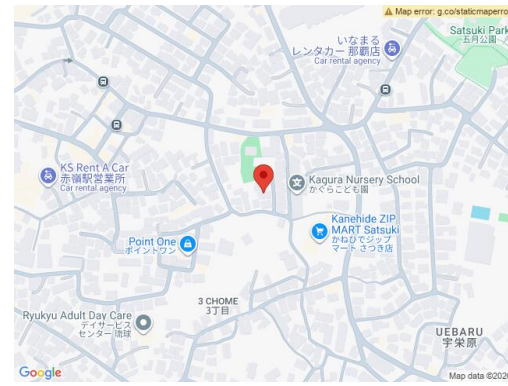 Map error: g.co/staticmaperro
いなまる
レンタカー 那覇店
Car rental agency
Satsuki Park
五月公園
KS Rent A Car
赤嶺駅営業所
Car rental agency
Kagura Nursery School
かぐらこども園
Kanehide ZIP
MART Satsuki
かねひでジップ
マート さつき店
Point One
ポイントワン
3 CHOME
3丁目
Ryukyu Adult Day Care
デイサービス
センター 琉球
UEBARU
宇栄原
Google
Map data ©2026